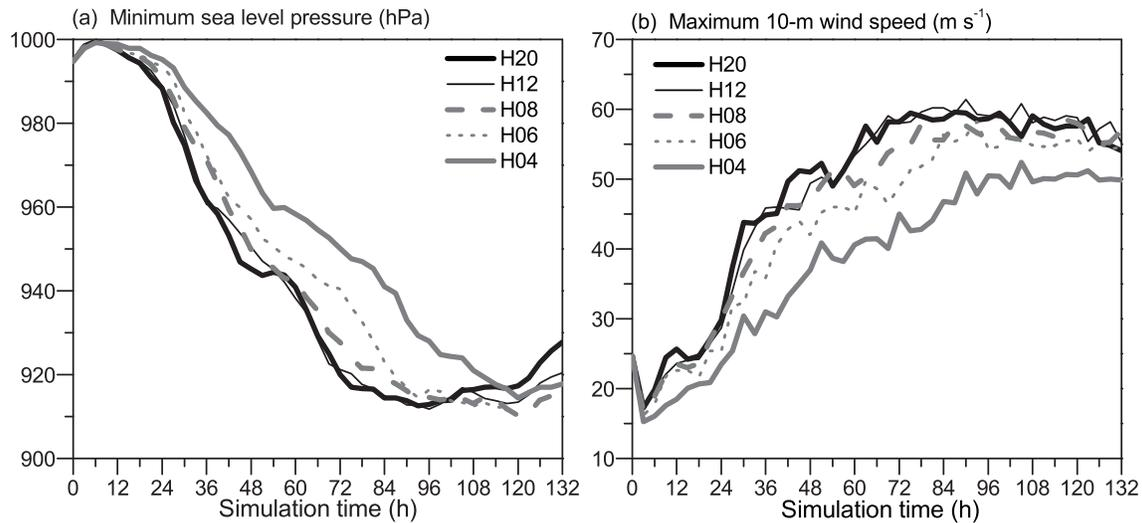 (a) Minimum sea level pressure (hPa)
1000
980
960
940
920
900
H20
H12
H08
H06
H04
0 12 24 36 48 60 72 84 96 108 120 132
Simulation time (h)
(b) Maximum 10-m wind speed (m s⁻¹)
70
60
50
40
30
20
10
H20
H12
H08
H06
H04
0 12 24 36 48 60 72 84 96 108 120 132
Simulation time (h)